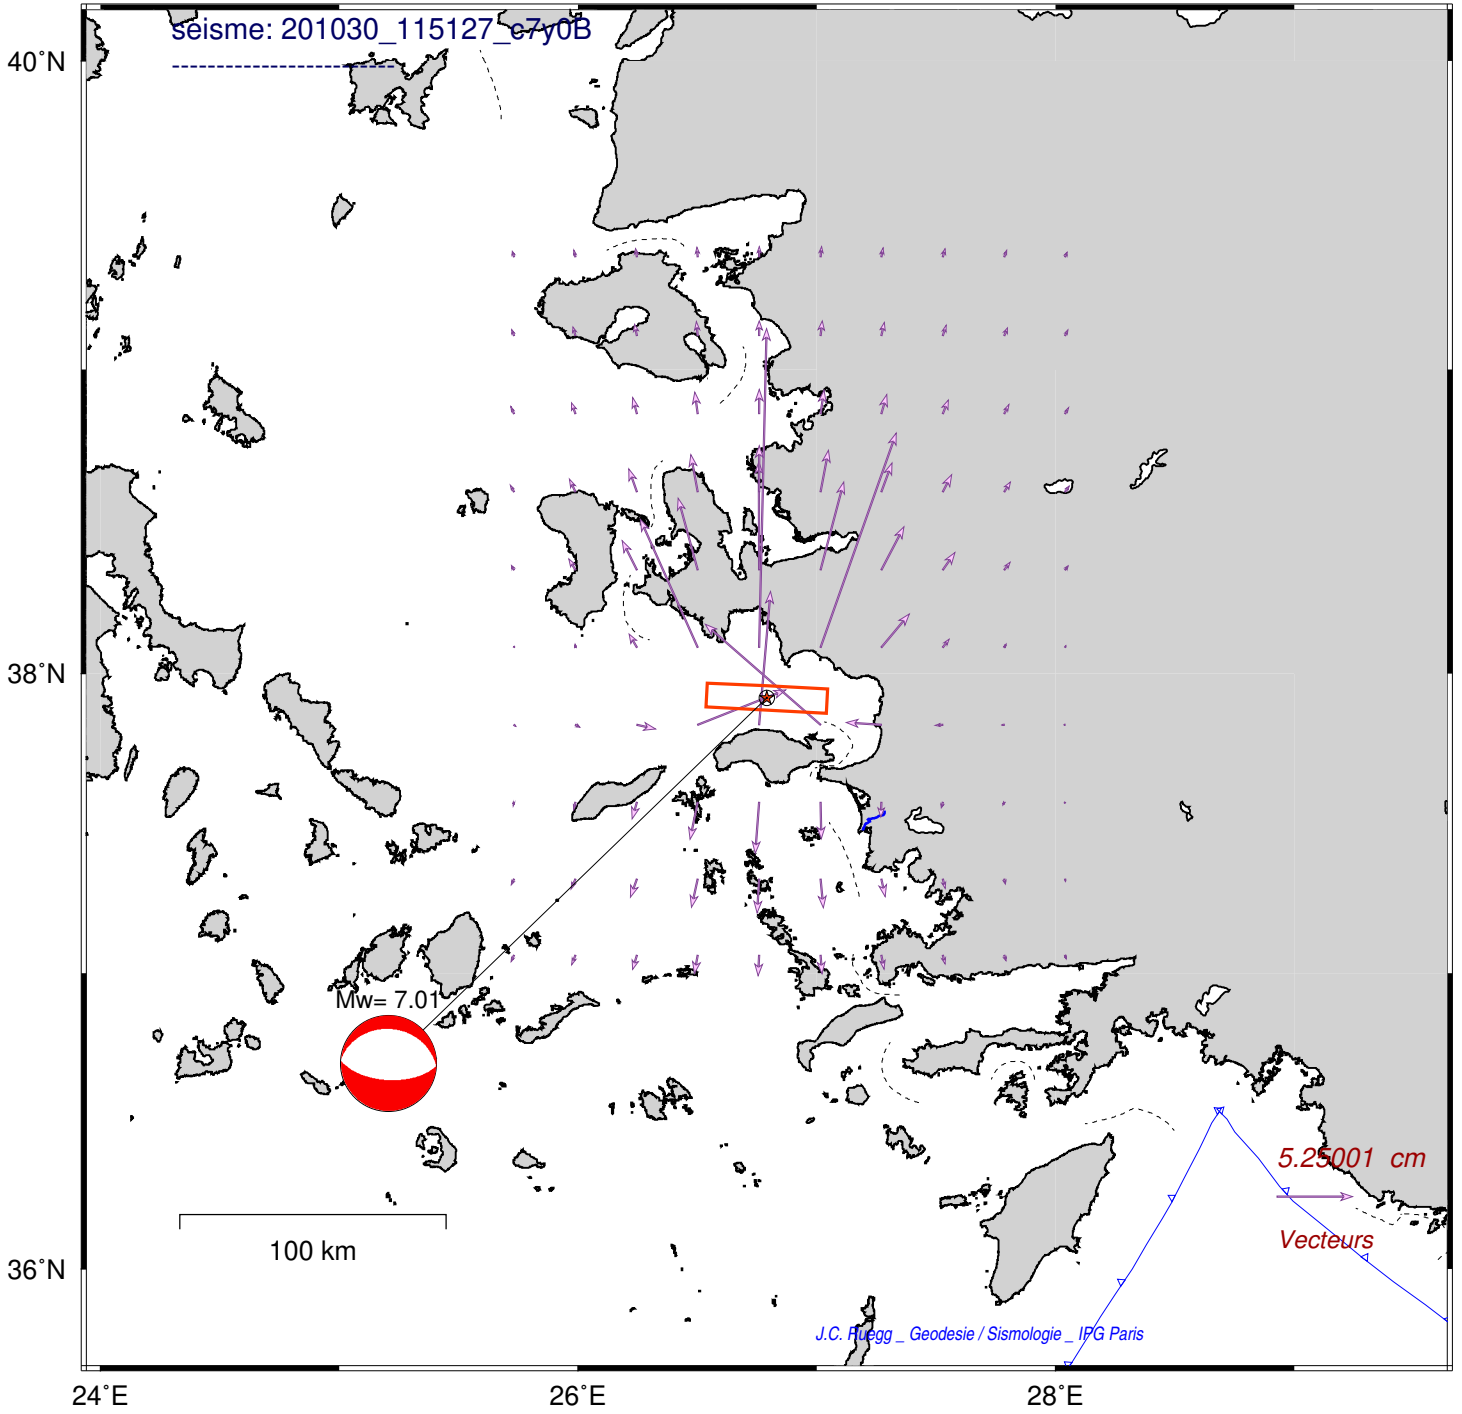 seisme: 201030_115127_c7y0B
40˚N
38˚N
Mw= 7.01
5.25001 cm
Vecteurs
100 km
36˚N
J.C. Ruegg _ Geodesie / Sismologie _ IPG Paris
24˚E
26˚E
28˚E